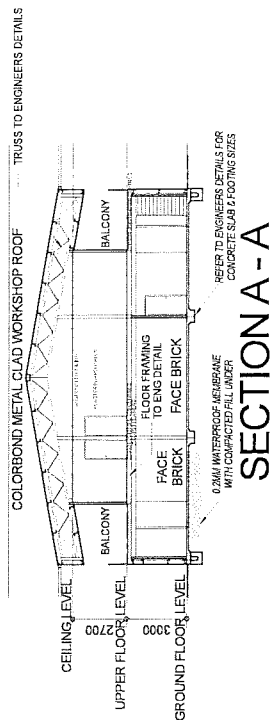 COLORBOND METAL CLAD WORKSHOP ROOF
TRUSS TO ENGINEERS DETAILS
CEILING LEVEL
2700
UPPER FLOOR LEVEL
3000
GROUND FLOOR LEVEL
BALCONY
BALCONY
FLOOR FRAMING
TO ENG DETAIL
FACE
BRICK
FACE BRICK
0.2MM WATERPROOF MEMBRANE
WITH COMPACTED FILL UNDER
REFER TO ENGINEERS DETAILS FOR
CONCRETE SLAB & FOOTING SIZES
SECTION A - A